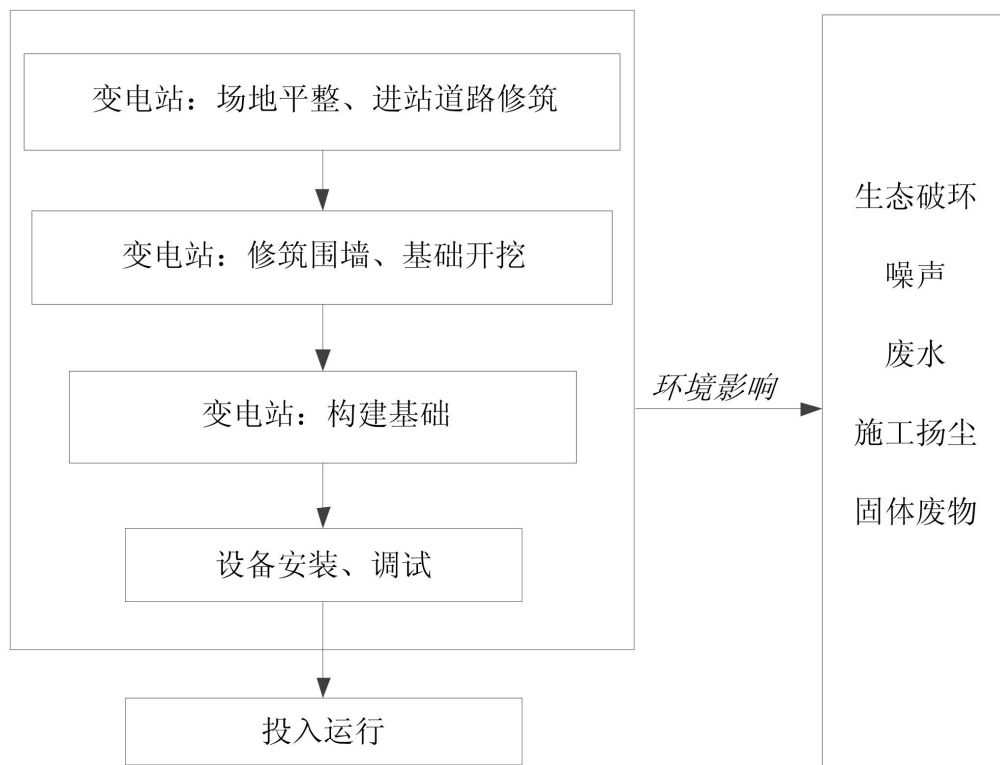 变电站：场地平整、进站道路修筑
变电站：修筑围墙、基础开挖
变电站：构建基础
设备安装、调试
投入运行
环境影响
生态破环
噪声
废水
施工扬尘
固体废物